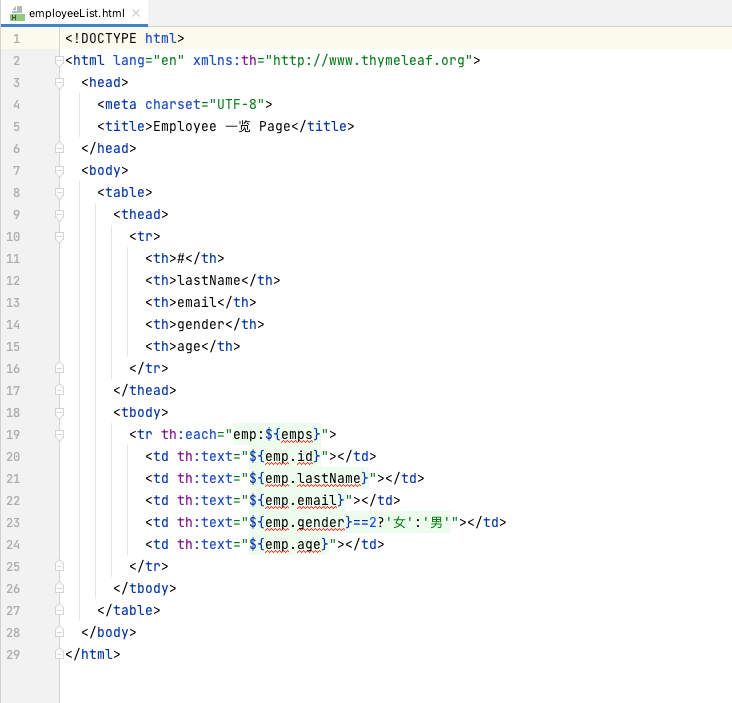 employeeList.html
1 <!DOCTYPE html>
2 <html lang="en" xmlns:th="http://www.thymeleaf.org">
3 <head>
4 <meta charset="UTF-8">
5 <title>Employee 一览 Page</title>
6 </head>
7 <body>
8 <table>
9 <thead>
10 <tr>
11 <th>#</th>
12 <th>lastName</th>
13 <th>email</th>
14 <th>gender</th>
15 <th>age</th>
16 </tr>
17 </thead>
18 <tbody>
19 <tr th:each="emp:${emps}">
20 <td th:text="${emp.id}"></td>
21 <td th:text="${emp.lastName}"></td>
22 <td th:text="${emp.email}"></td>
23 <td th:text="${emp.gender}==2?'女':'男'"></td>
24 <td th:text="${emp.age}"></td>
25 </tr>
26 </tbody>
27 </table>
28 </body>
29 </html>